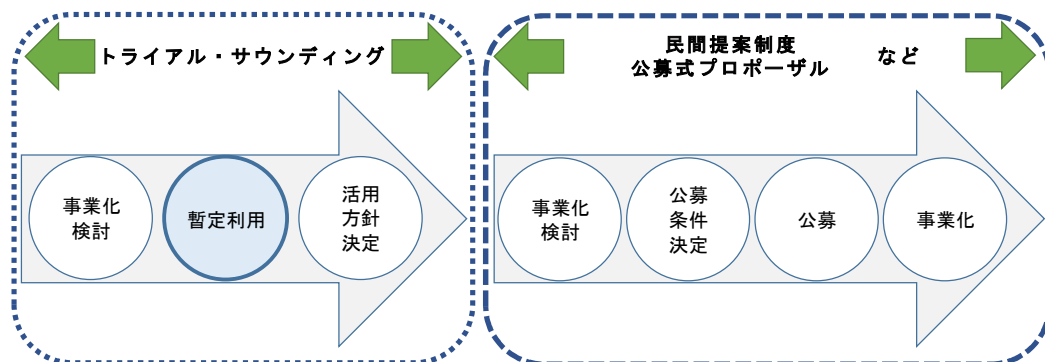 トライアル・サウンディング
事業化
検討
暫定利用
活用
方針
決定
民間提案制度
公募式プロポーザル　など
事業化
検討
公募
条件
決定
公募
事業化